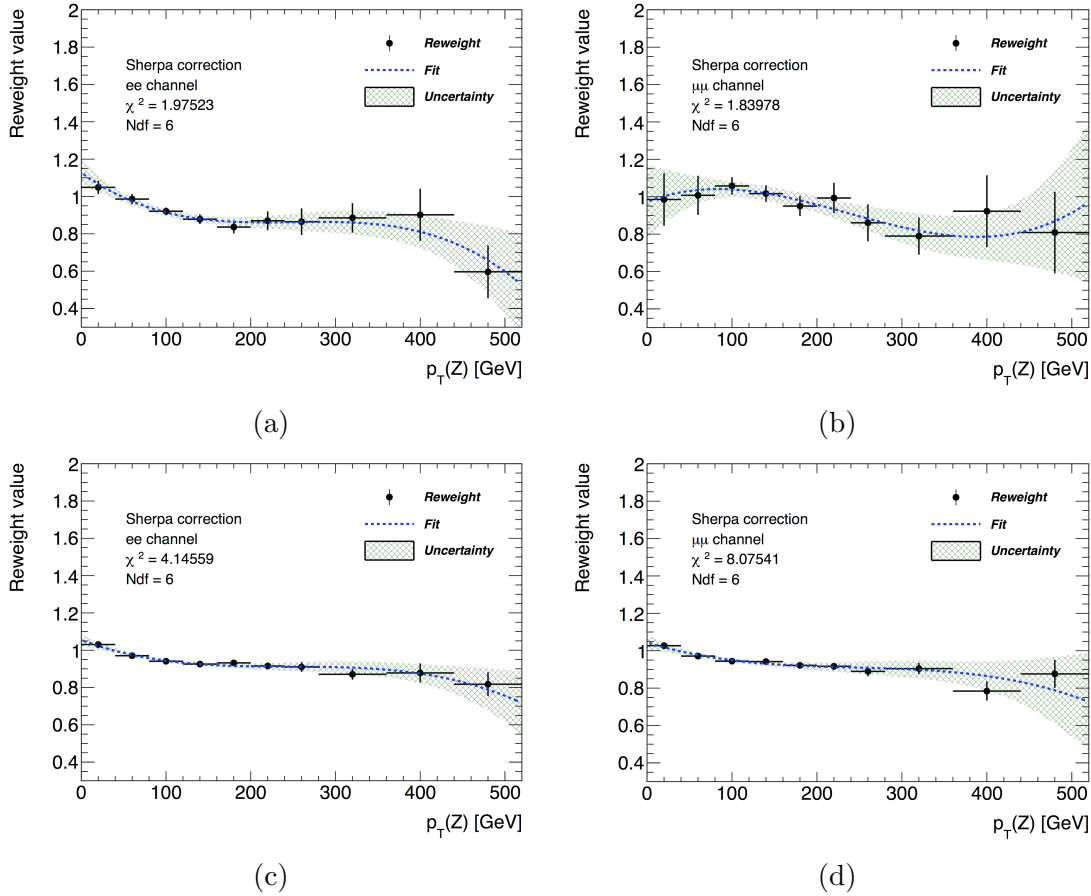 Reweight value
2
1.8
1.6
1.4
1.2
1
0.8
0.6
0.4
Sherpa correction
ee channel
χ ² = 1.97523
Ndf = 6
Reweight
Fit
Uncertainty
0 100 200 300 400 500
p_T(Z) [GeV]
(a)
Reweight value
2
1.8
1.6
1.4
1.2
1
0.8
0.6
0.4
Sherpa correction
μμ channel
χ ² = 1.83978
Ndf = 6
Reweight
Fit
Uncertainty
0 100 200 300 400 500
p_T(Z) [GeV]
(b)
Reweight value
2
1.8
1.6
1.4
1.2
1
0.8
0.6
0.4
Sherpa correction
ee channel
χ ² = 4.14559
Ndf = 6
Reweight
Fit
Uncertainty
0 100 200 300 400 500
p_T(Z) [GeV]
(c)
Reweight value
2
1.8
1.6
1.4
1.2
1
0.8
0.6
0.4
Sherpa correction
μμ channel
χ ² = 8.07541
Ndf = 6
Reweight
Fit
Uncertainty
0 100 200 300 400 500
p_T(Z) [GeV]
(d)